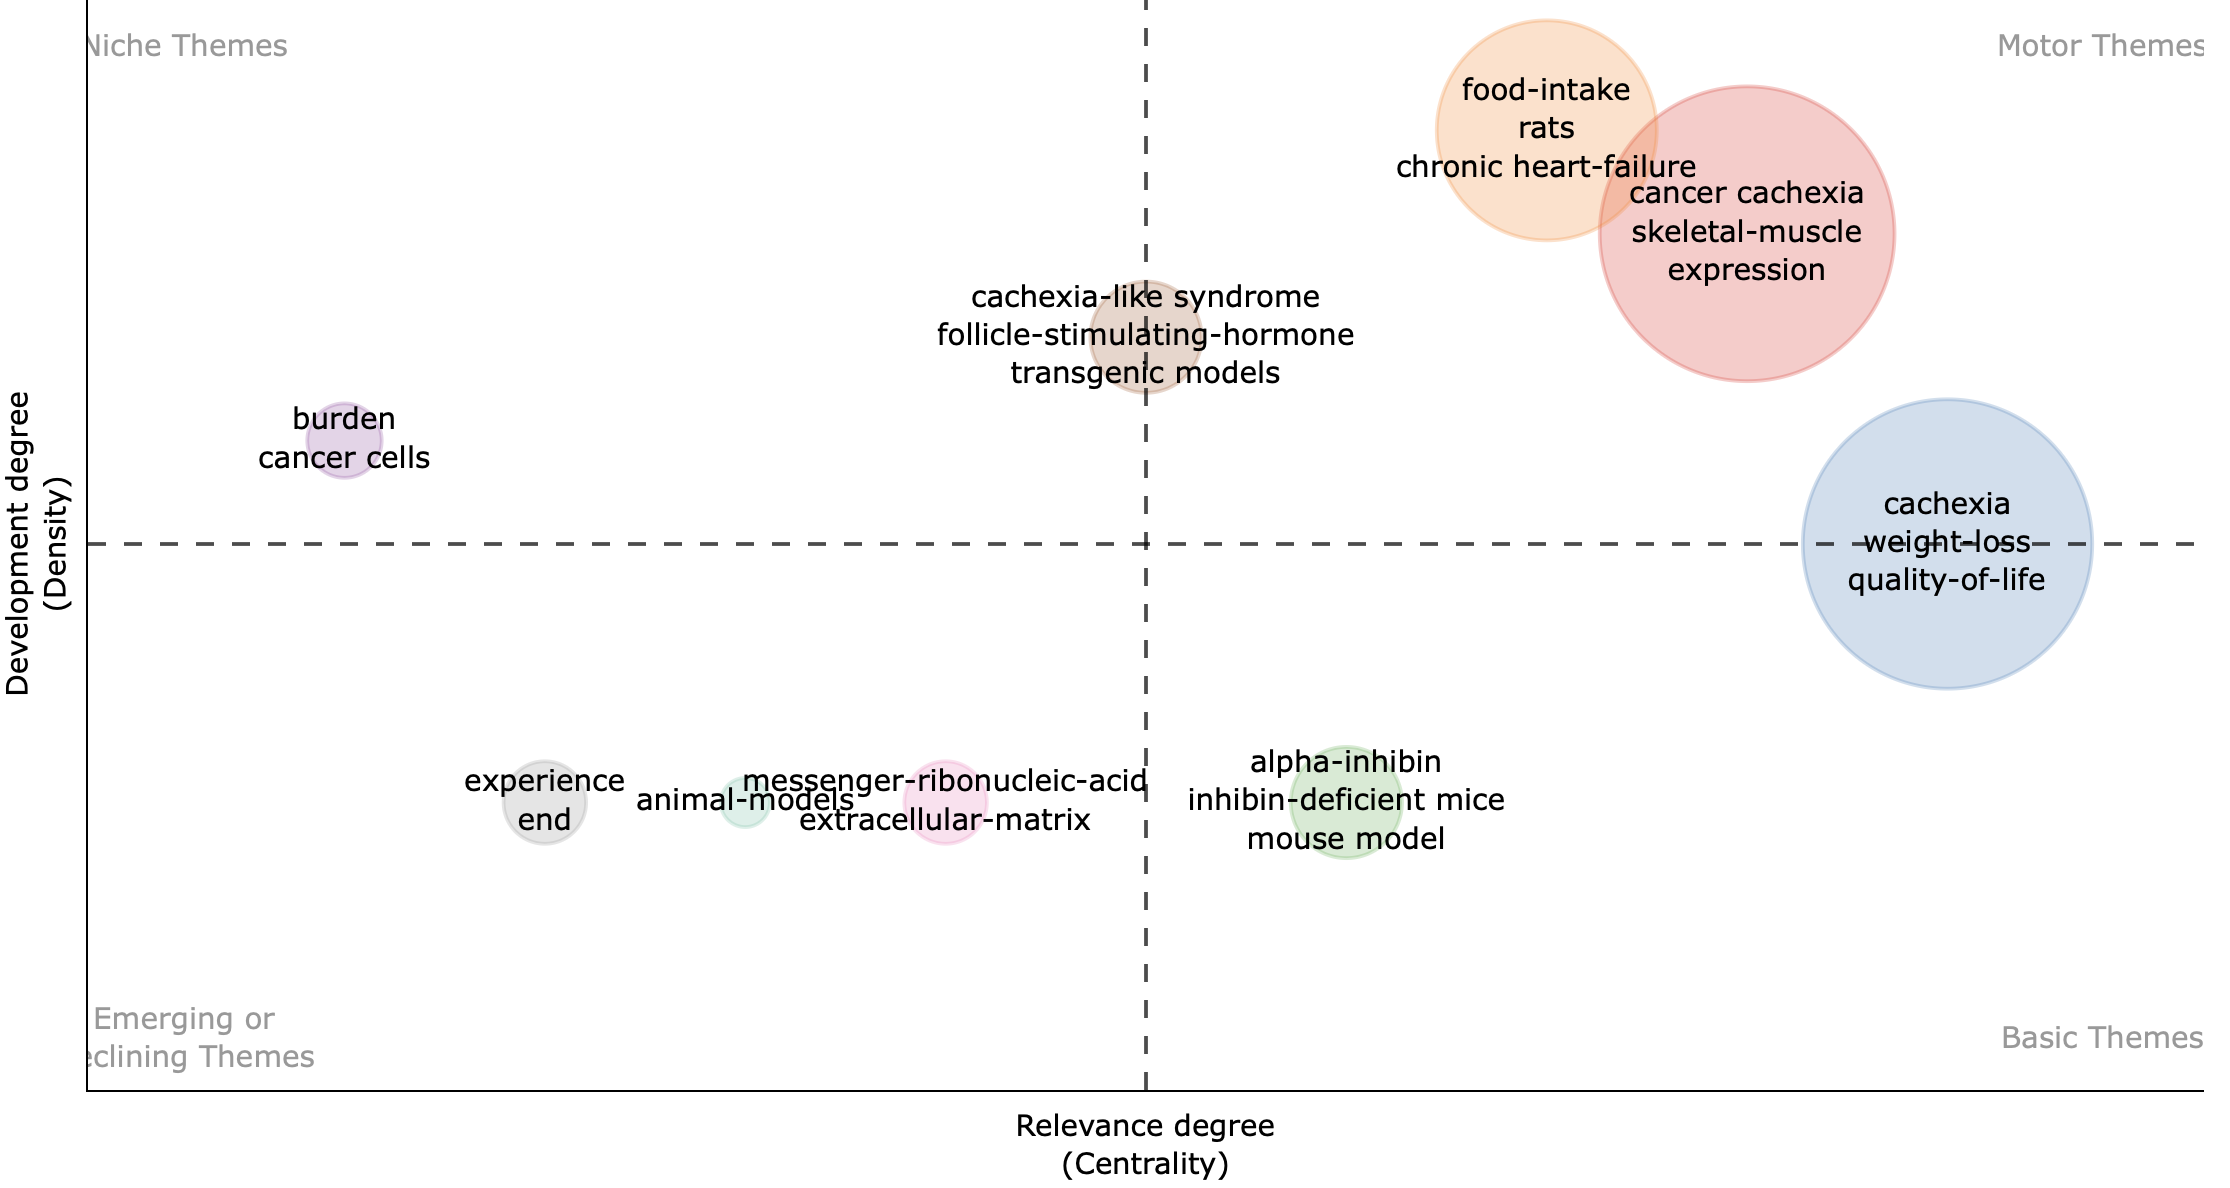 Niche Themes
Motor Themes
food-intake
rats
chronic heart-failure
cancer cachexia
skeletal-muscle
expression
cachexia-like syndrome
follicle-stimulating-hormone
transgenic models
burden
cancer cells
cachexia
weight-loss
quality-of-life
Development degree
(Density)
experience
end
animal-models
messenger-ribonucleic-acid
extracellular-matrix
alpha-inhibin
inhibin-deficient mice
mouse model
Emerging or
eclining Themes
Basic Themes
Relevance degree
(Centrality)